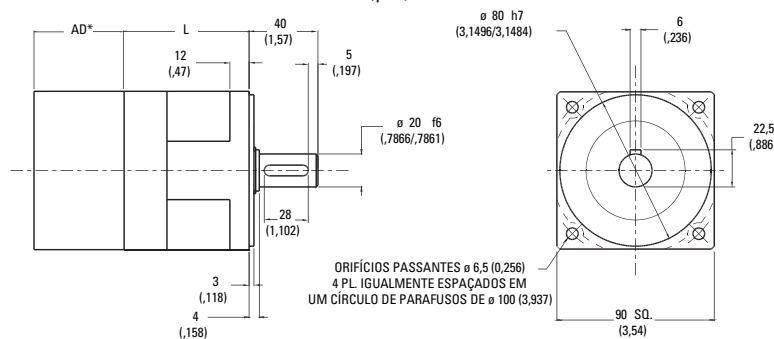 AD*
L
40
(1,57)
12
(,47)
5
(,197)
ø 20 f6
(,7866/,7861)
28
(1,102)
3
(,118)
4
(,158)
ø 80 h7
(3,1496/3,1484)
6
(,236)
22,5
(,886
ORIFÍCIOS PASSANTES ø 6,5 (0,256)
4 PL. IGUALMENTE ESPAÇADOS EM
UM CÍRCULO DE PARAFUSOS DE ø 100 (3,937)
90 SQ.
(3,54)